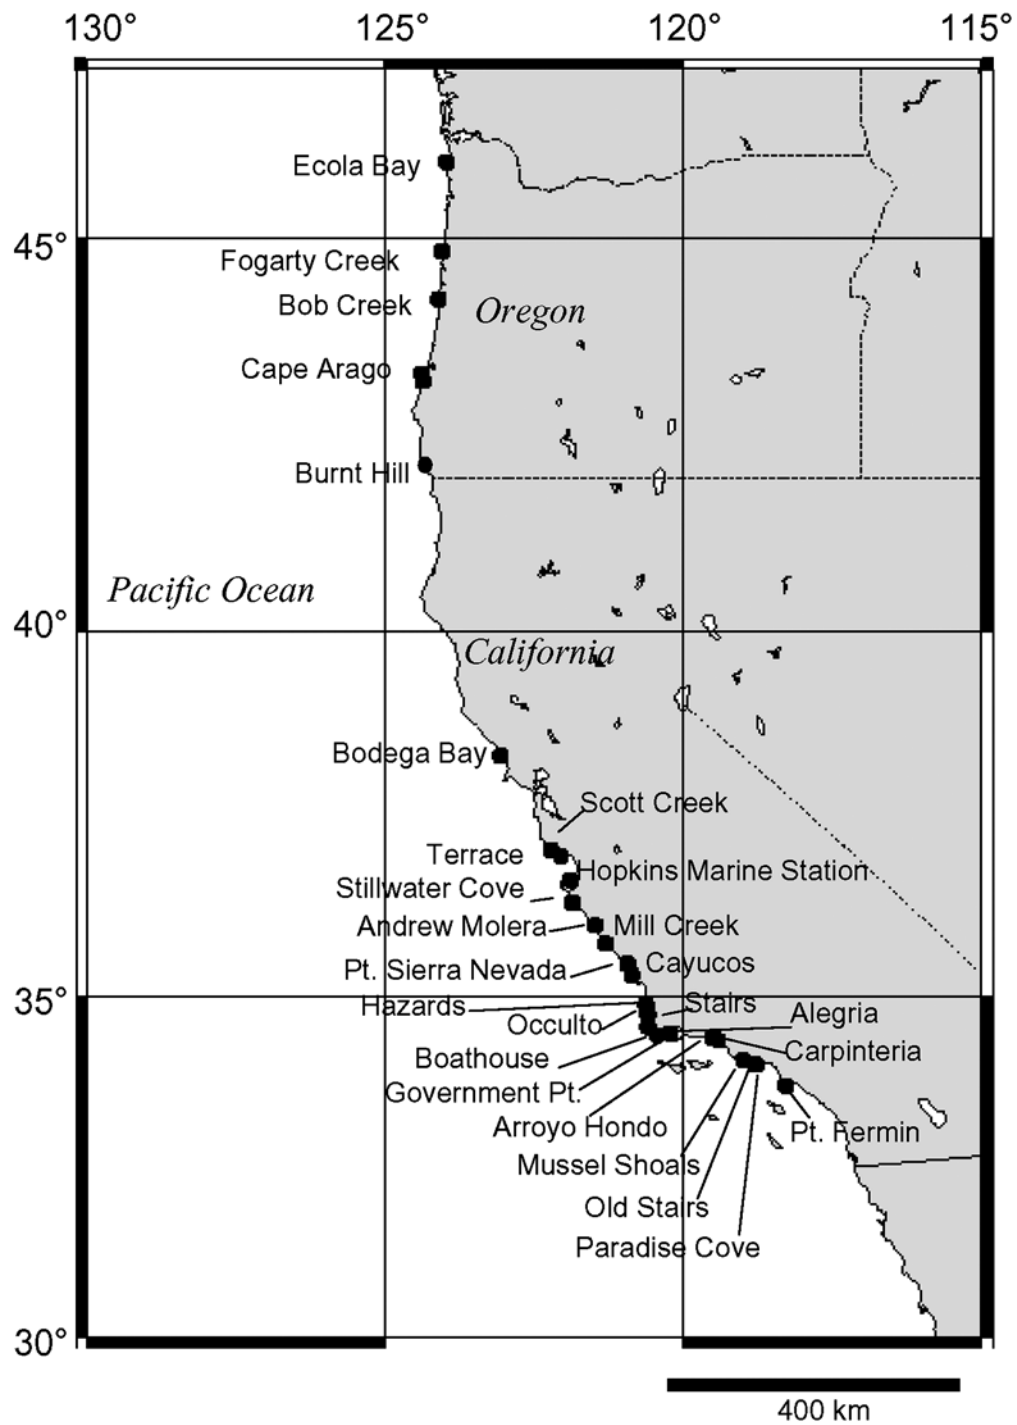 130° 125° 120° 115°
Ecola Bay
45°
Fogarty Creek
Bob Creek
Oregon
Cape Arago
Burnt Hill
Pacific Ocean
40°
California
Bodega Bay
Scott Creek
Terrace
Hopkins Marine Station
Stillwater Cove
Andrew Molera
Mill Creek
Pt. Sierra Nevada
Cayucos
35°
Hazards
Stairs
Occulto
Alegria
Boathouse
Carpinteria
Government Pt.
Arroyo Hondo
Pt. Fermin
Mussel Shoals
Old Stairs
Paradise Cove
30°
400 km